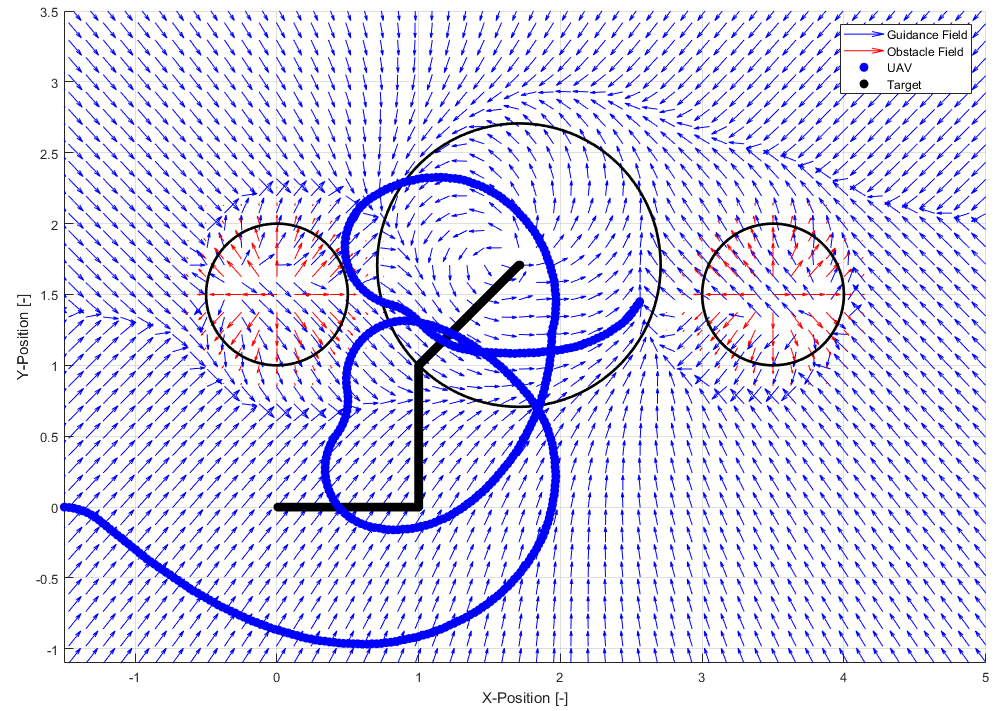 Guidance Field
Obstacle Field
UAV
Target
3.5
3
2.5
2
1.5
1
0.5
0
-0.5
-1
Y-Position [-]
-1
0
1
2
3
4
5
X-Position [-]